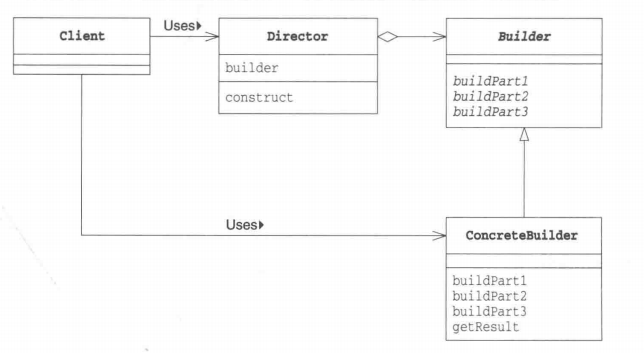 Client
Uses
Director
builder
construct
Builder
buildPart1
buildPart2
buildPart3
Uses
ConcreteBuilder
buildPart1
buildPart2
buildPart3
getResult